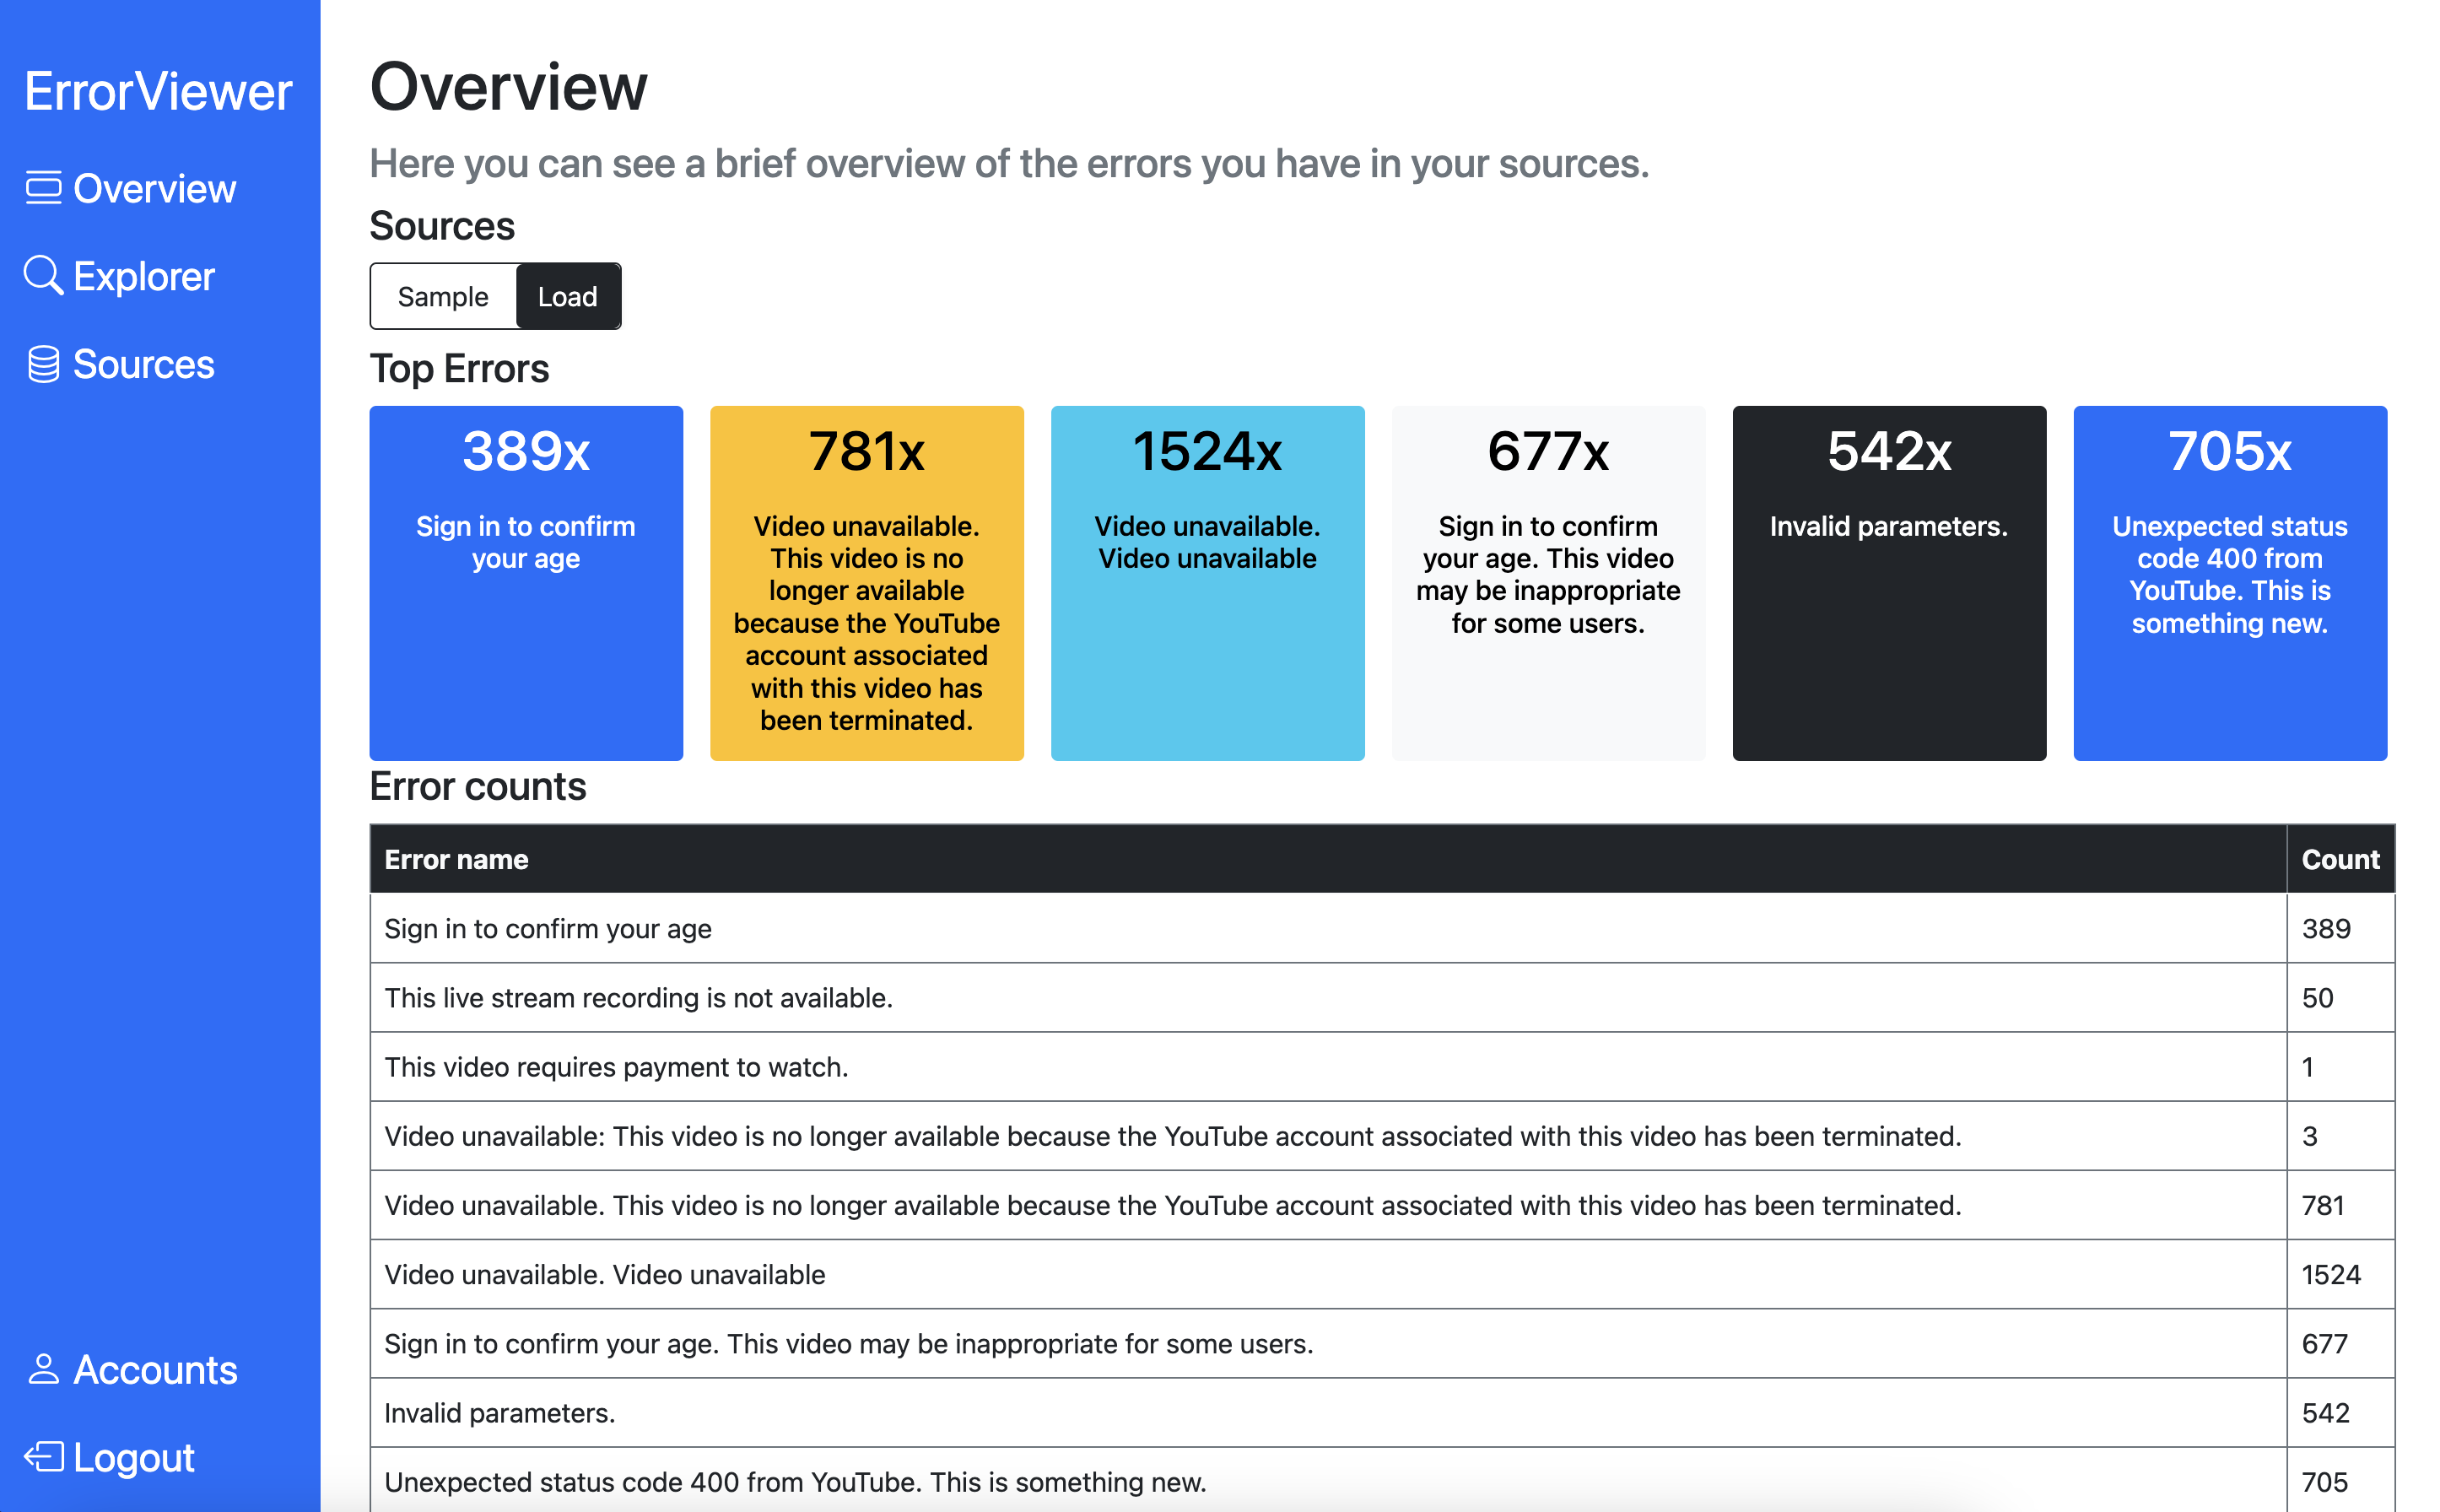 ErrorViewer
Overview
Explorer
Sources
Accounts
Logout
Overview
Here you can see a brief overview of the errors you have in your sources.
Sources
Sample Load
Top Errors
389x
Sign in to confirm
your age
781x
Video unavailable.
This video is no
longer available
because the YouTube
account associated
with this video has
been terminated.
1524x
Video unavailable.
Video unavailable
677x
Sign in to confirm
your age. This video
may be inappropriate
for some users.
542x
Invalid parameters.
705x
Unexpected status
code 400 from
YouTube. This is
something new.
Error counts
Error name Count
Sign in to confirm your age 389
This live stream recording is not available. 50
This video requires payment to watch. 1
Video unavailable: This video is no longer available because the YouTube account associated with this video has been terminated. 3
Video unavailable. This video is no longer available because the YouTube account associated with this video has been terminated. 781
Video unavailable. Video unavailable 1524
Sign in to confirm your age. This video may be inappropriate for some users. 677
Invalid parameters. 542
Unexpected status code 400 from YouTube. This is something new. 705